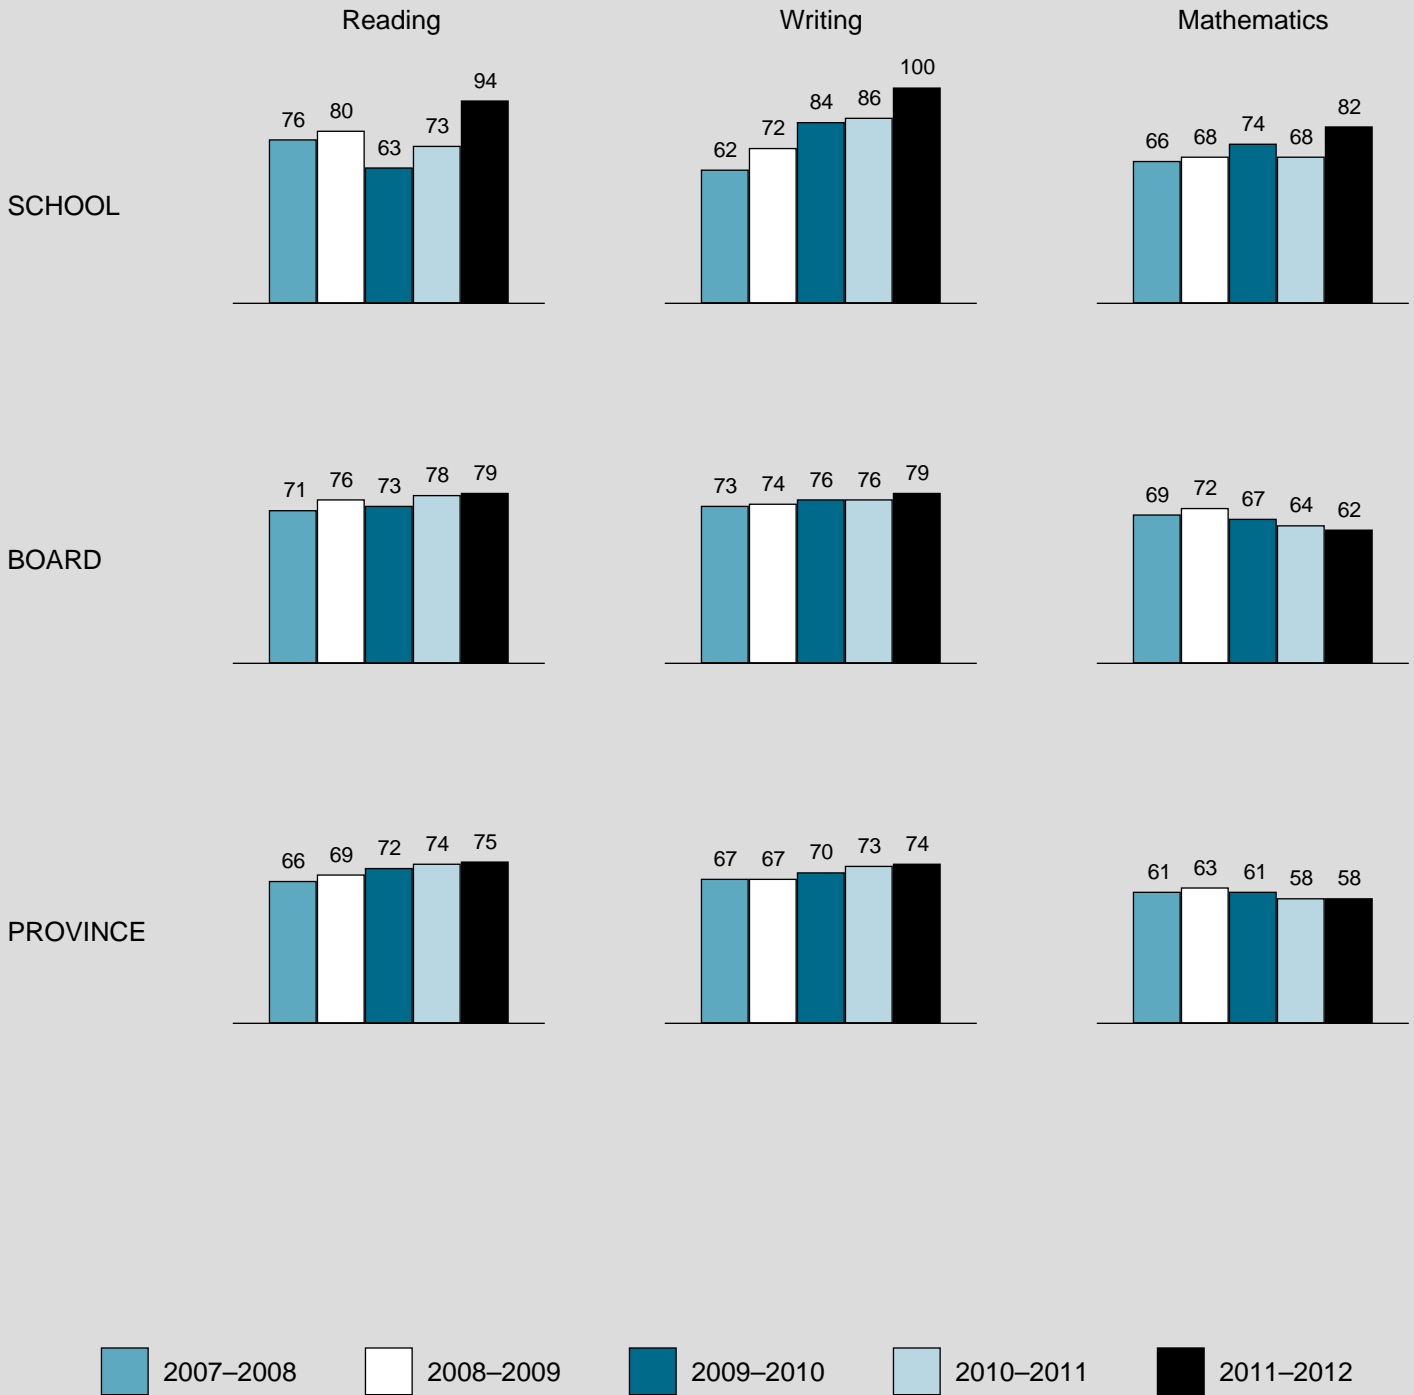 Reading Writing Mathematics
SCHOOL
76 80 63 73 94
62 72 84 86 100
66 68 74 68 82
BOARD
71 76 73 78 79
73 74 76 76 79
69 72 67 64 62
PROVINCE
66 69 72 74 75
67 67 70 73 74
61 63 61 58 58
2007–2008 2008–2009 2009–2010 2010–2011 2011–2012